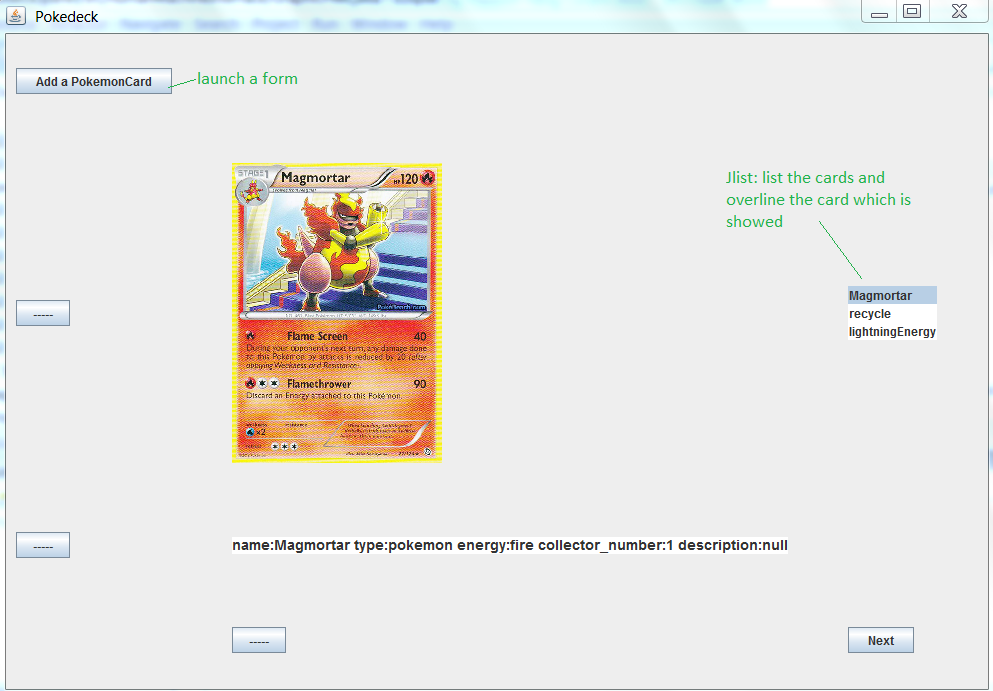 Pokedeck
Add a PokemonCard
launch a form
STAGE1
Magmortar
HP120
Jlist: list the cards and
overline the card which is
showed
Magmortar
recycle
lightningEnergy
-----
Flame Screen 40
During your opponent's next turn, any damage done
to this Pokémon by attacks is reduced by 20 (after
applying Weakness and Resistance).
Flamethrower 90
Discard an Energy attached to this Pokémon.
weakness
resistance
×2
-----
name:Magmortar type:pokemon energy:fire collector_number:1 description:null
-----
Next